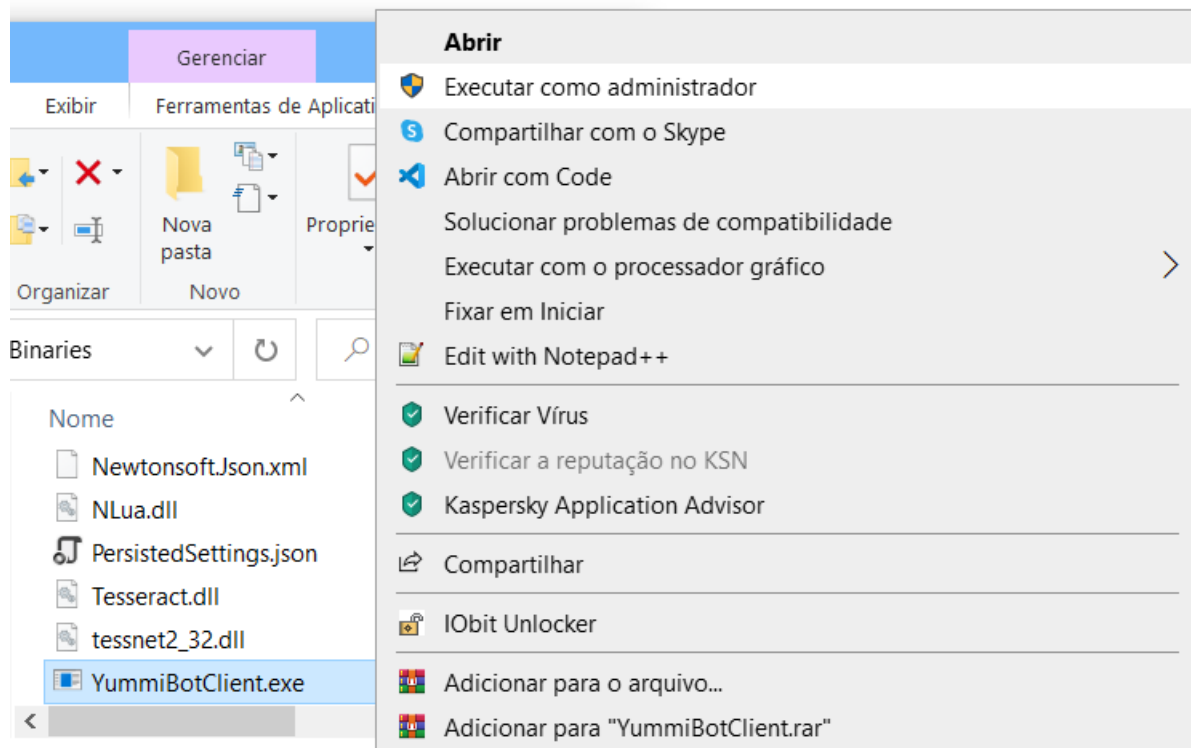 Gerenciar
Exibir
Ferramentas de Aplicati
Nova
pasta
Proprie
Organizar
Novo
Binaries
Nome
Newtonsoft.Json.xml
NLua.dll
PersistedSettings.json
Tesseract.dll
tessnet2_32.dll
YummiBotClient.exe
Abrir
Executar como administrador
Compartilhar com o Skype
Abrir com Code
Solucionar problemas de compatibilidade
Executar com o processador gráfico
Fixar em Iniciar
Edit with Notepad++
Verificar Vírus
Verificar a reputação no KSN
Kaspersky Application Advisor
Compartilhar
IObit Unlocker
Adicionar para o arquivo...
Adicionar para "YummiBotClient.rar"